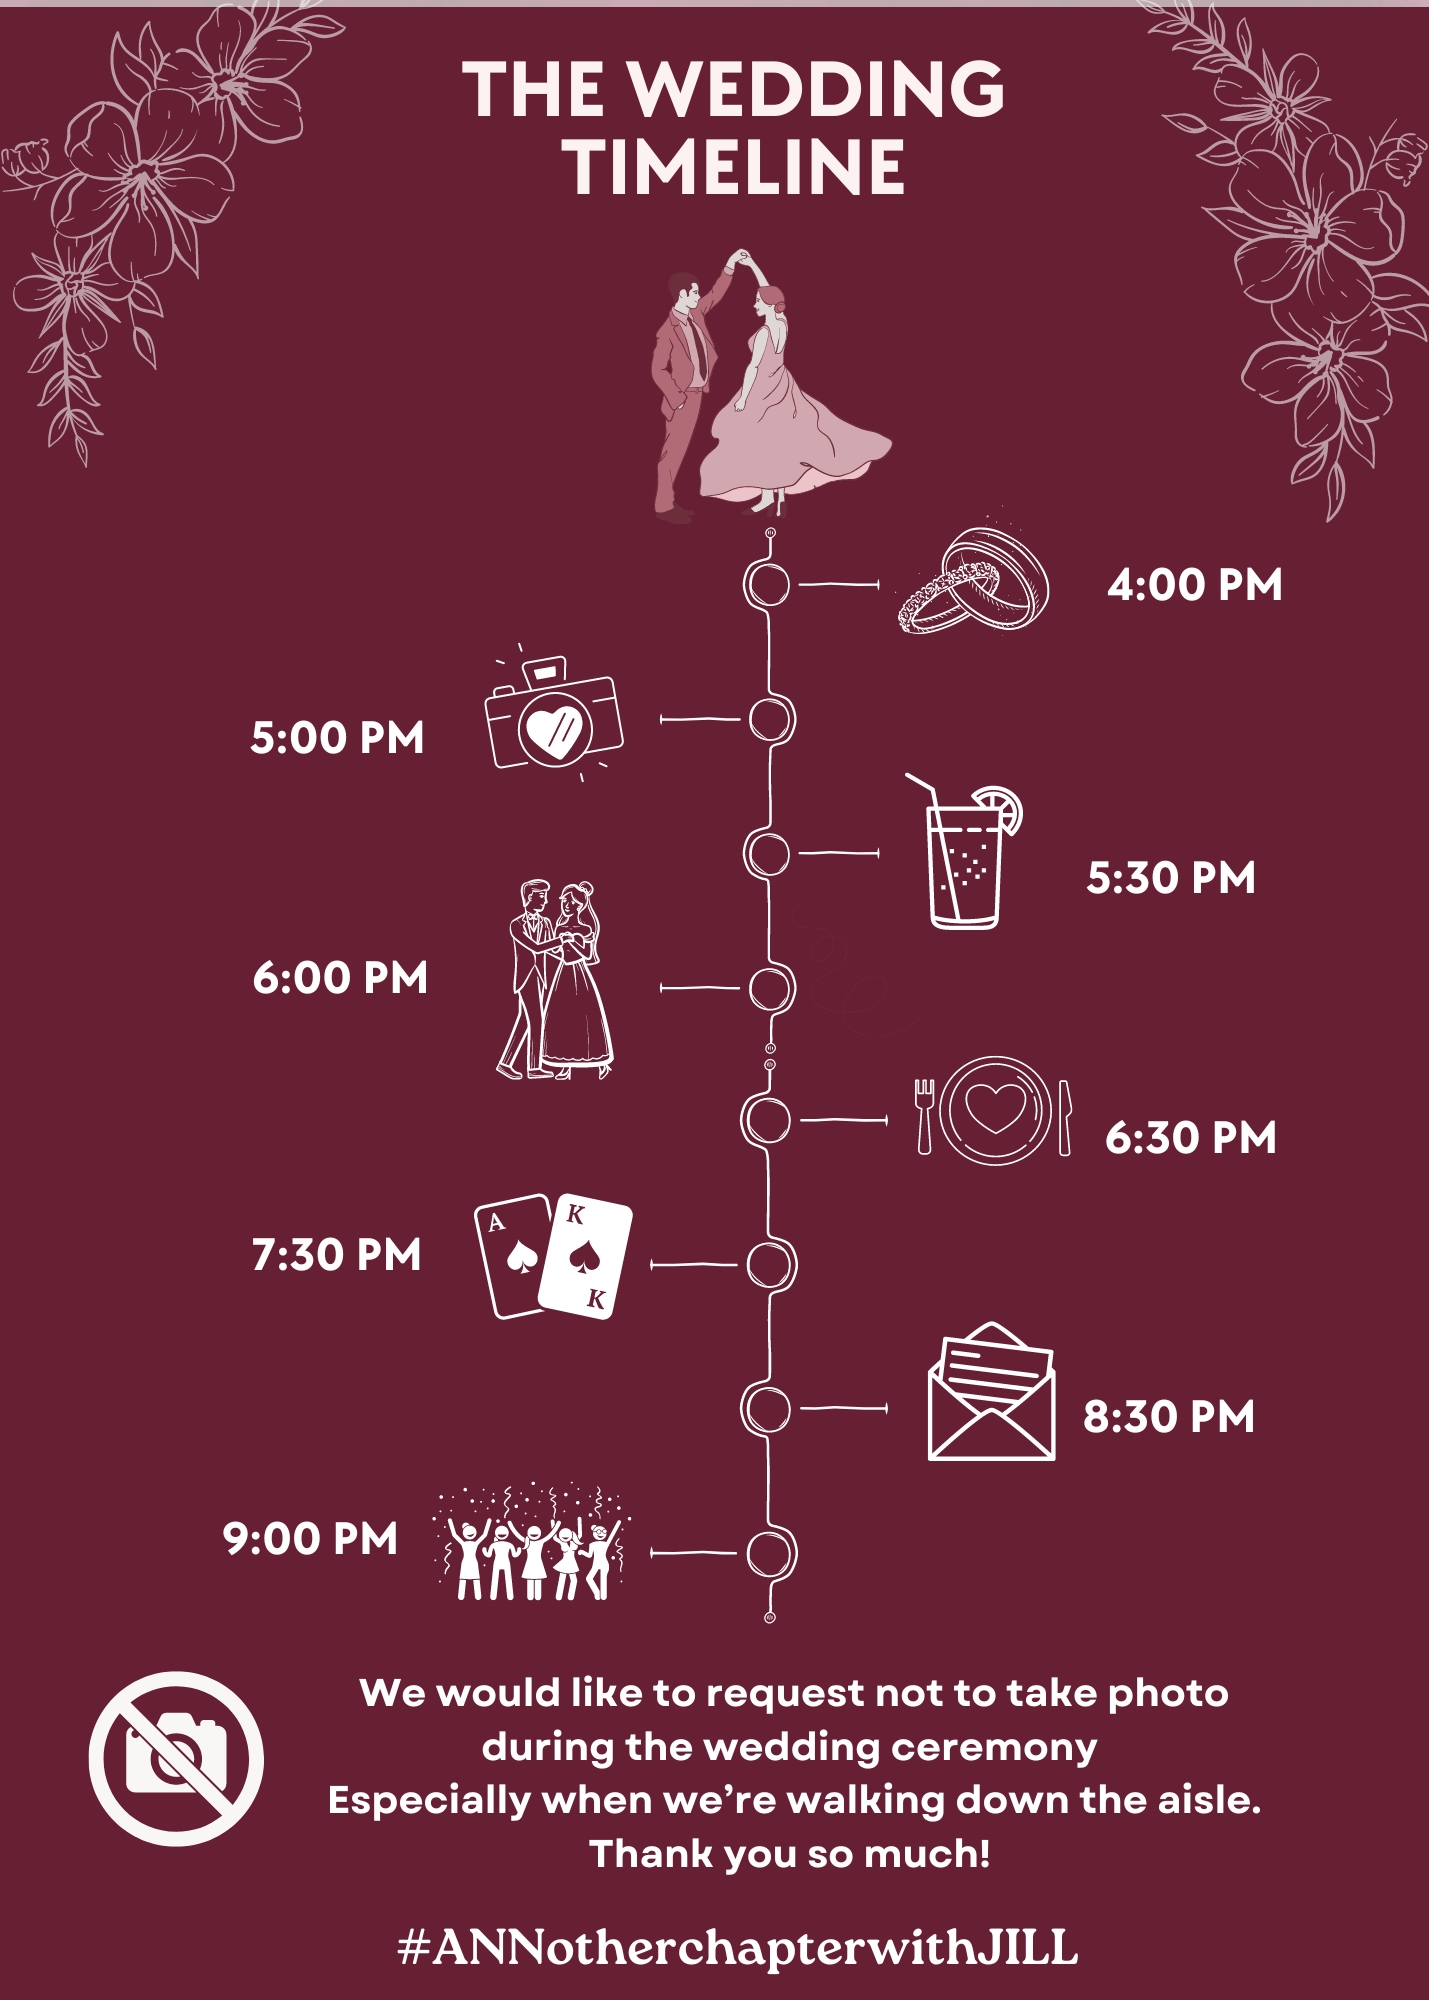 THE WEDDING
TIMELINE
4:00 PM
5:00 PM
5:30 PM
6:00 PM
6:30 PM
7:30 PM
A
K
K
8:30 PM
9:00 PM
We would like to request not to take photo
during the wedding ceremony
Especially when we’re walking down the aisle.
Thank you so much!
#ANNotherchapterwithJILL